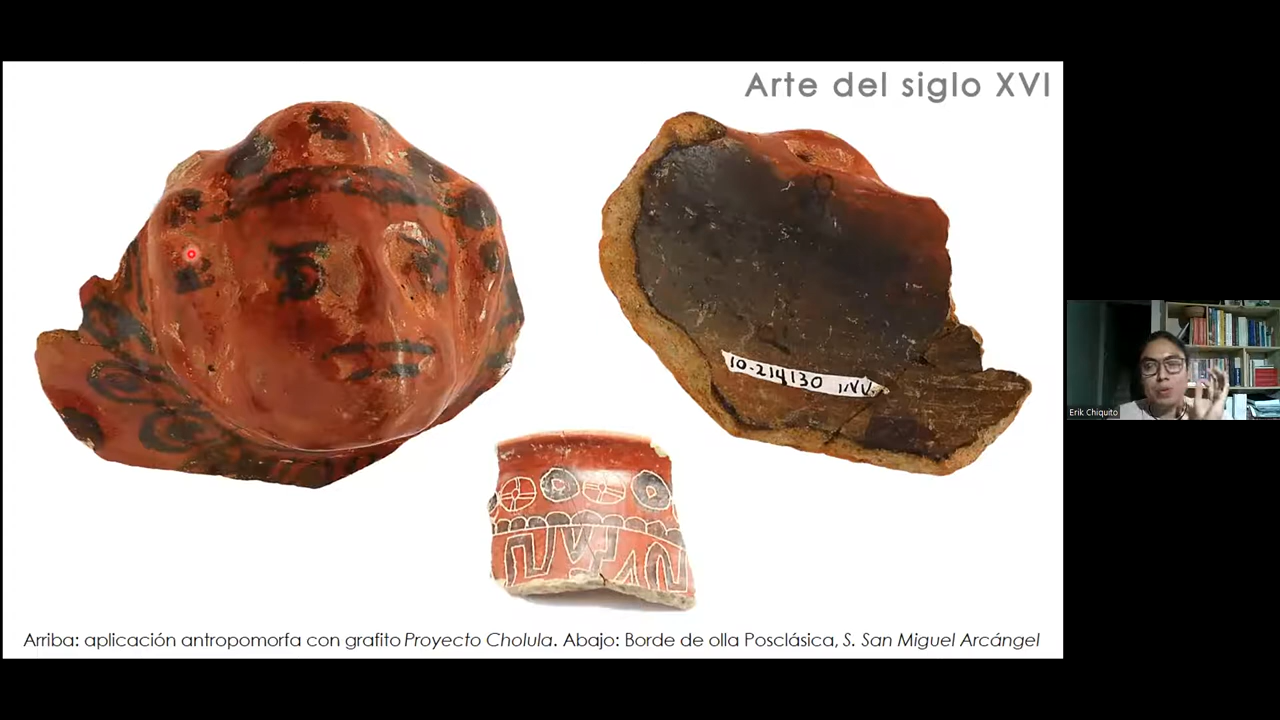 Arte del siglo XVI
10-214130
Erik Chiquito
Arriba: aplicación antropomorfa con grafito Proyecto Cholula. Abajo: Borde de olla Posclásica, S. San Miguel Arcángel